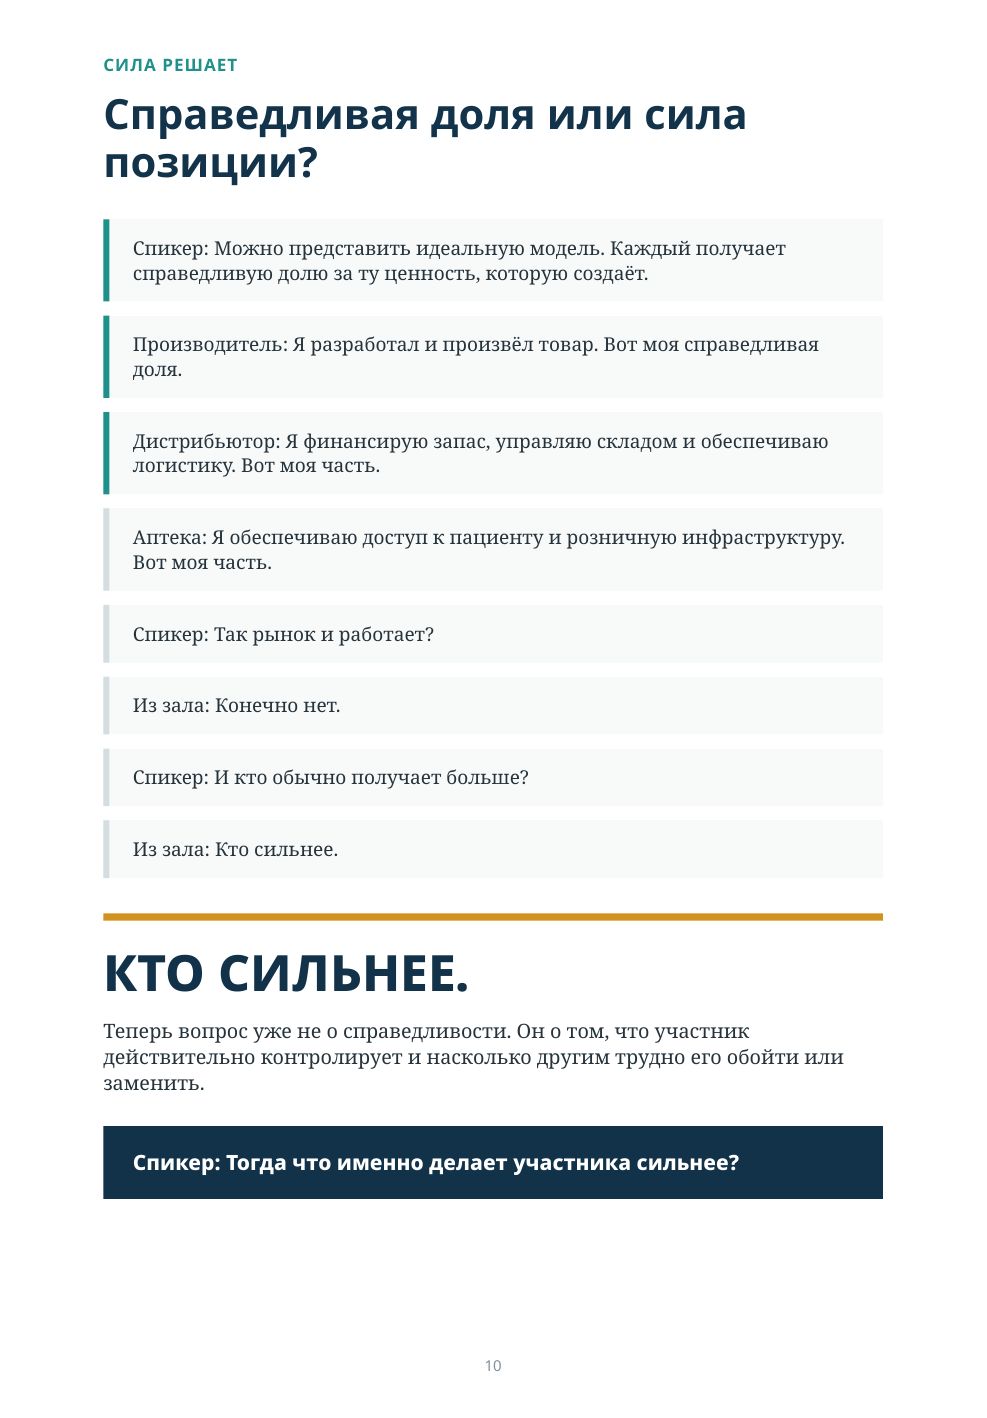 СИЛА РЕШАЕТ
Справедливая доля или сила
позиции?
Спикер: Можно представить идеальную модель. Каждый получает
справедливую долю за ту ценность, которую создаёт.
Производитель: Я разработал и произвёл товар. Вот моя справедливая
доля.
Дистрибьютор: Я финансирую запас, управляю складом и обеспечиваю
логистику. Вот моя часть.
Аптека: Я обеспечиваю доступ к пациенту и розничную инфраструктуру.
Вот моя часть.
Спикер: Так рынок и работает?
Из зала: Конечно нет.
Спикер: И кто обычно получает больше?
Из зала: Кто сильнее.
КТО СИЛЬНЕЕ.
Теперь вопрос уже не о справедливости. Он о том, что участник
действительно контролирует и насколько другим трудно его обойти или
заменить.
Спикер: Тогда что именно делает участника сильнее?
10